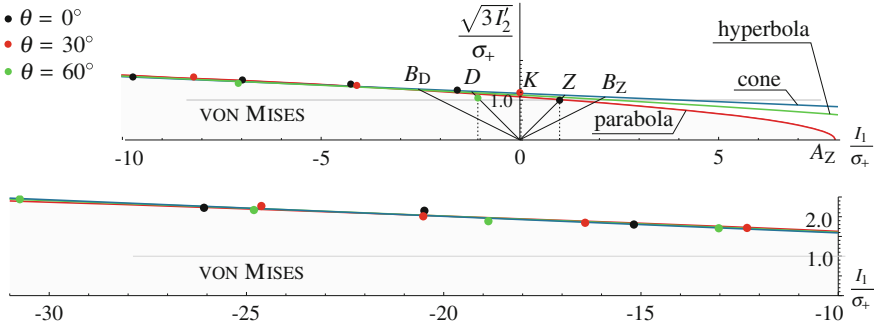 θ = 0°
θ = 30°
θ = 60°
√3I₂′
σ₊
hyperbola
cone
parabola
B_D D K Z B_Z
1.0
VON MISES
A_Z
-10 -5 0 5
I₁
σ₊
2.0
1.0
VON MISES
I₁
σ₊
-30 -25 -20 -15 -10